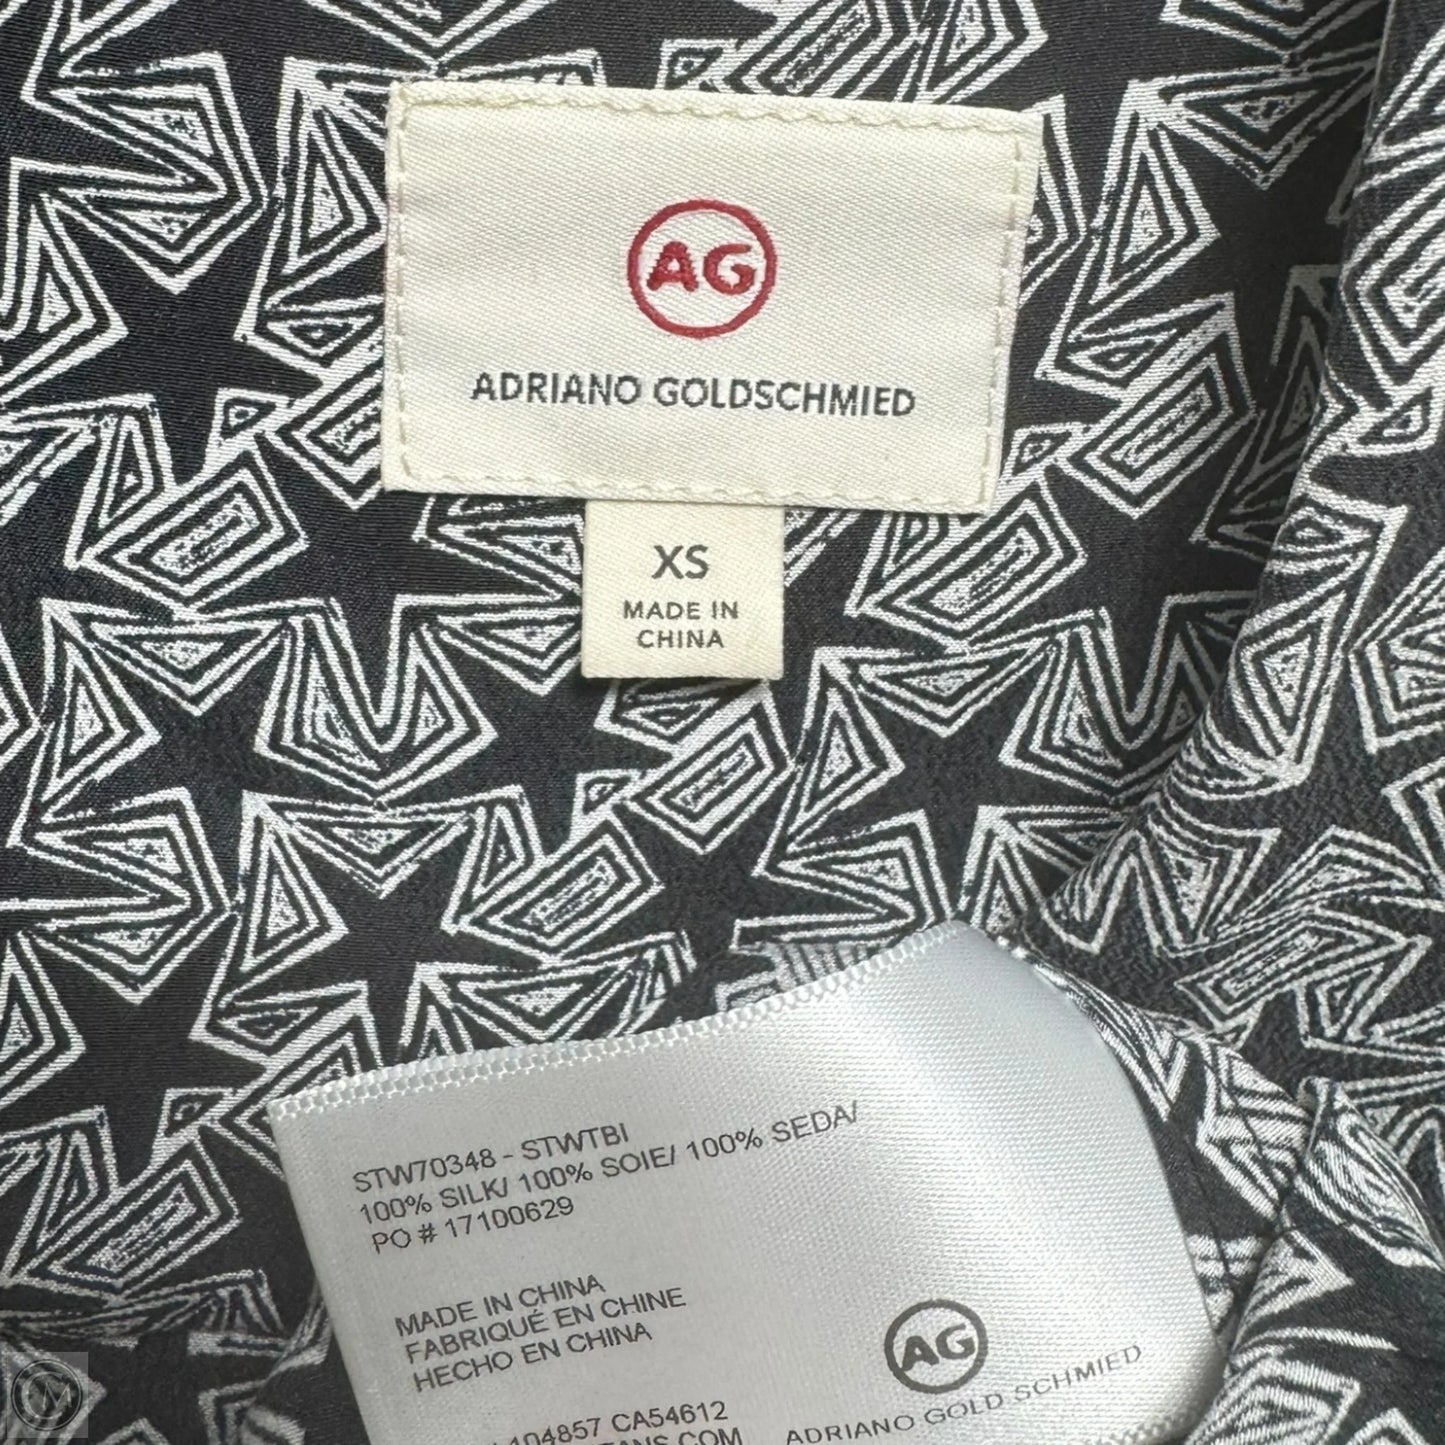 AG
ADRIANO GOLDSCHMIED
XS
MADE IN
CHINA
STW70348 - STWTBI
100% SILK/ 100% SOIE/ 100% SEDA/
PO # 17100629
MADE IN CHINA
FABRIQUÉ EN CHINE
HECHO EN CHINA
104857 CA54612
AG
ADRIANO GOLD SCHMIED